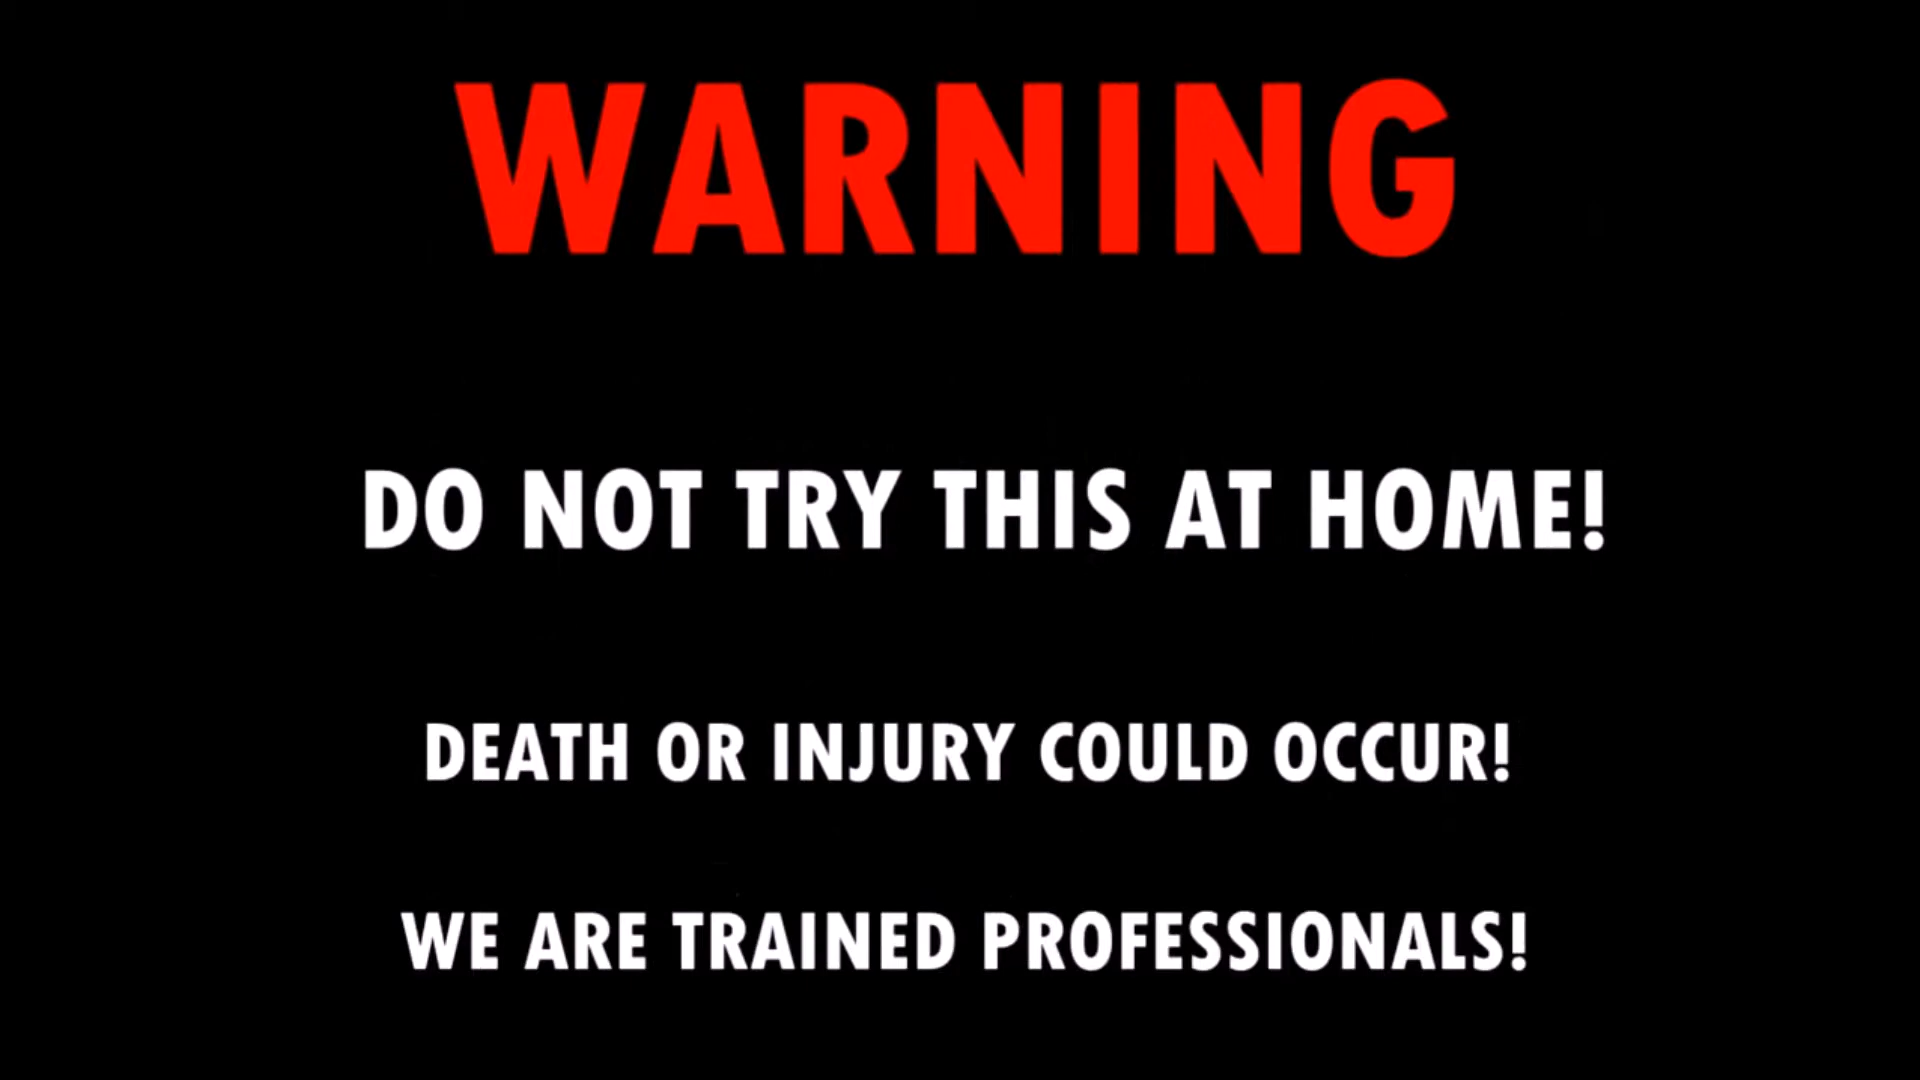 WARNING
DO NOT TRY THIS AT HOME!
DEATH OR INJURY COULD OCCUR!
WE ARE TRAINED PROFESSIONALS!